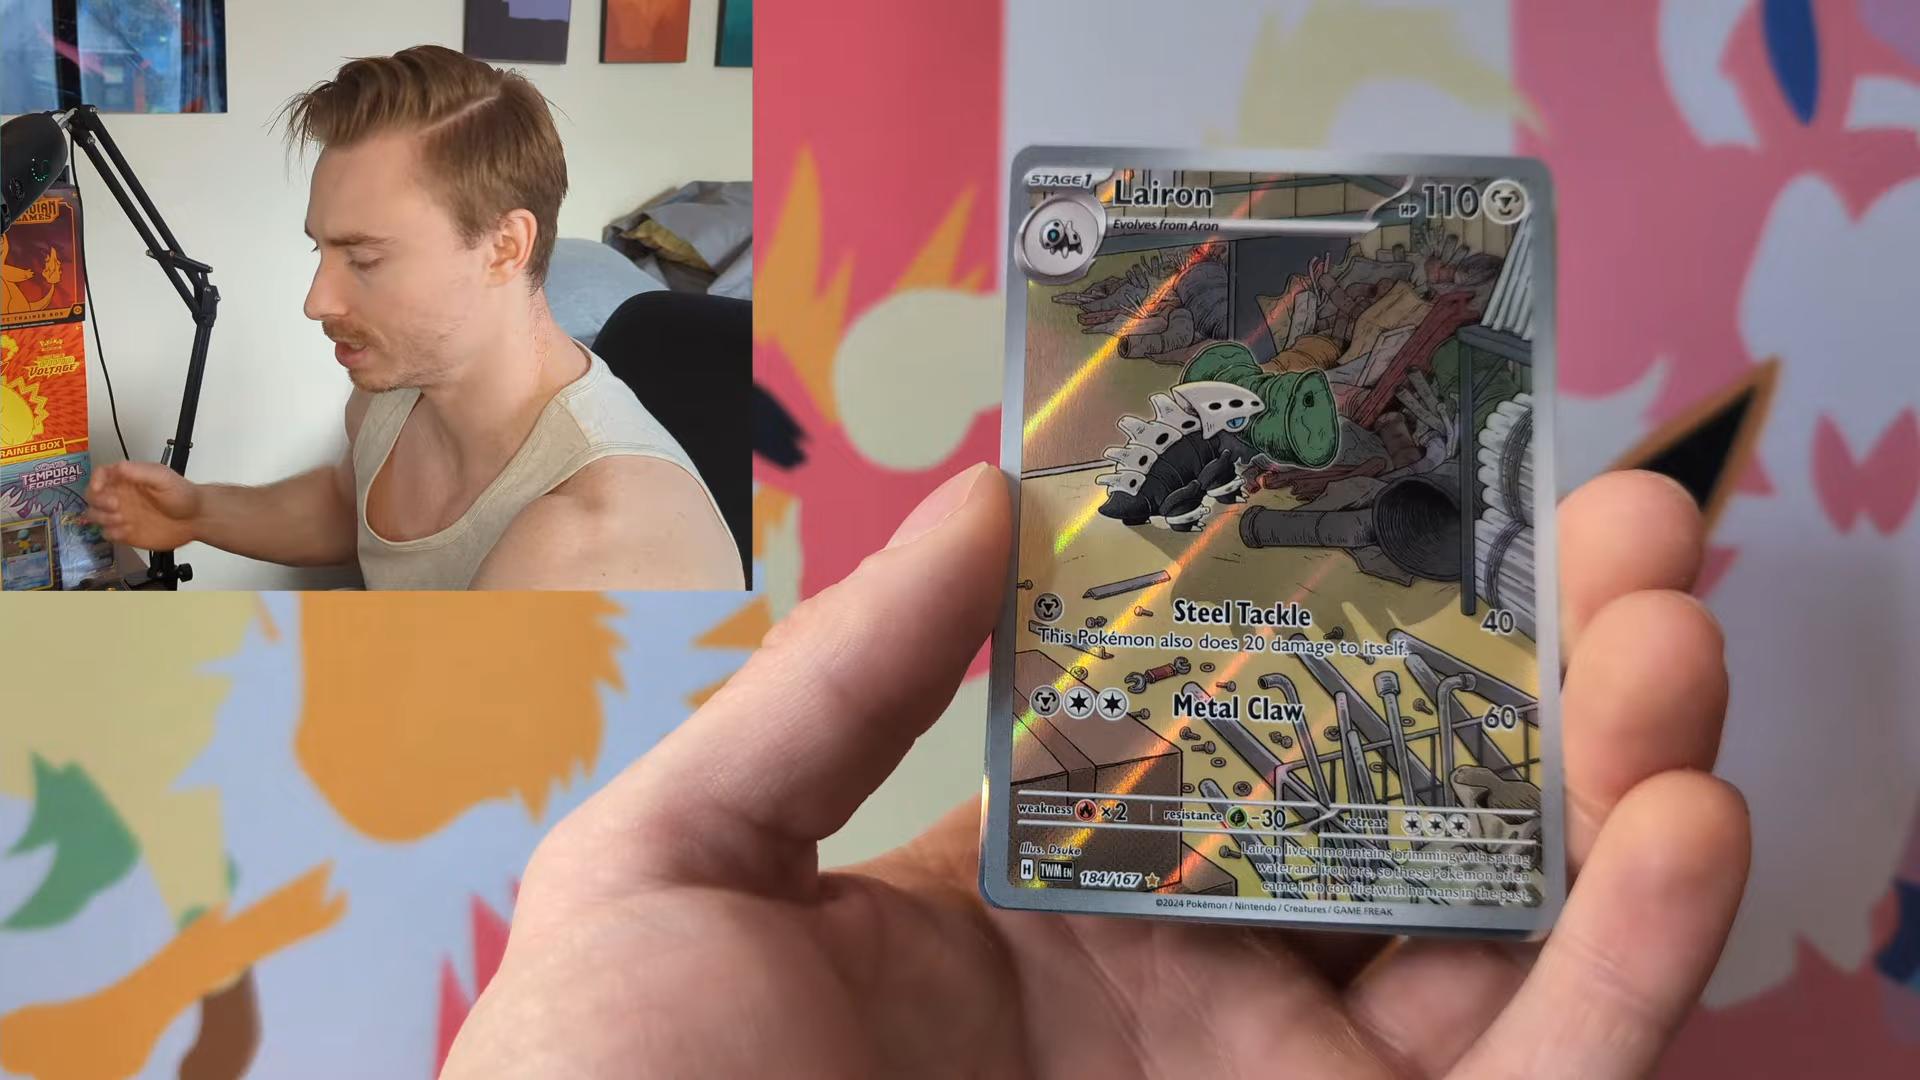 GAMES
TRAINER BOX
VOLTAGE
TRAINER BOX
TEMPORAL
FORCES
STAGE 1
Lairon
HP 110
Evolves from Aron
Steel Tackle
40
This Pokémon also does 20 damage to itself.
Metal Claw
60
weakness ×2
resistance -30
retreat
Illus. Dsuke
Lairon live in mountains brimming with spring
water and iron ore, so these Pokémon often
came into conflict with humans in the past.
H TWM EN 184/167
©2024 Pokémon / Nintendo / Creatures / GAME FREAK